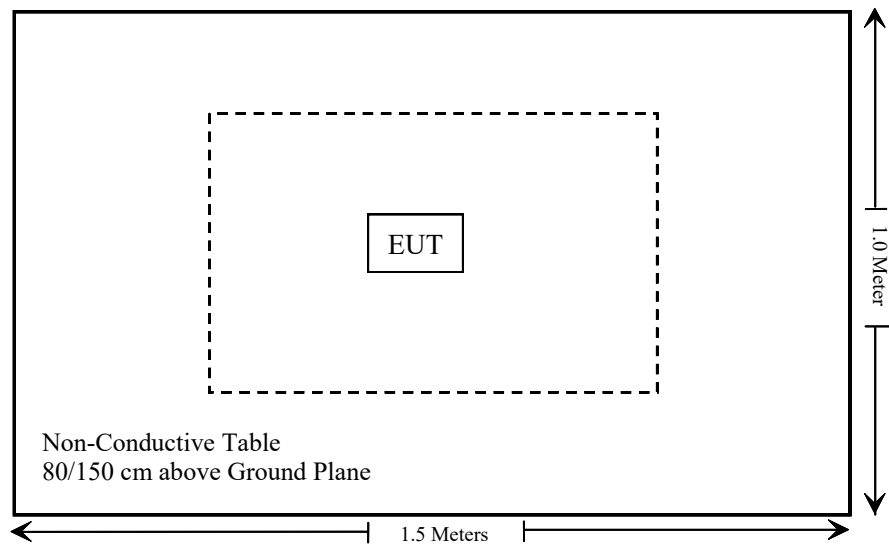 EUT
1.0 Meter
Non-Conductive Table
80/150 cm above Ground Plane
1.5 Meters